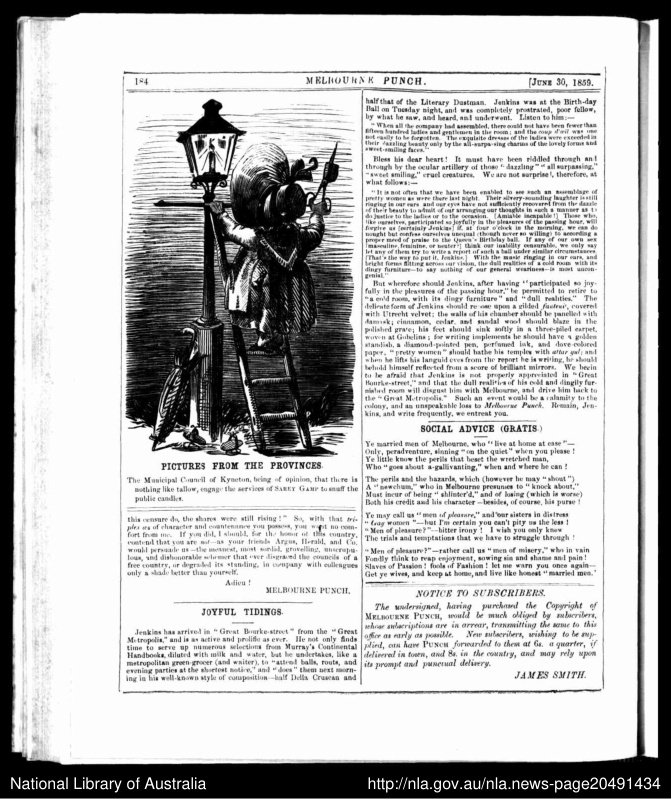 184
MELBOURNE PUNCH.
[JUNE 30, 1859.
PICTURES FROM THE PROVINCES.
The Municipal Council of Kyneton, being of opinion, that there is
nothing like tallow, engage the services of SAREY GAMP to snuff the
public candles.
this censure do, the shares were still rising!" So, with that tri-
plex us of character and countenance you possess, you want no com-
fort from me. If you did, I should, for the honor of this country,
contend that you are not—as your friends Argus, Herald, and Co.
would persuade us—the meanest, most sordid, grovelling, unscrupu-
lous, and dishonorable schemer that ever disgraced the councils of a
free country, or degraded its standing, in company with colleagues
only a shade better than yourself.
Adieu!
MELBOURNE PUNCH.
JOYFUL TIDINGS.
Jenkins has arrived in "Great Bourke-street" from the "Great
Metropolis," and is as active and prolific as ever. He not only finds
time to serve up numerous selections from Murray's Continental
Handbooks, diluted with milk and water, but he undertakes, like a
metropolitan green-grocer (and waiter), to "attend balls, routs, and
evening parties at the shortest notice," and "does" them next morn-
ing in his well-known style of composition—half Della Cruscan and
half that of the Literary Dustman. Jenkins was at the Birth-day
Ball on Tuesday night, and was completely prostrated, poor fellow,
by what he saw, and heard, and underwent. Listen to him:—
"When all the company had assembled, there could not have been fewer than
fifteen hundred ladies and gentlemen in the room; and the coup d'œil was one
not easily to be forgotten. The exquisite dresses of the ladies were exceeded in
their dazzling beauty only by the all-surpassing charms of the lovely forms and
sweet-smiling faces."
Bless his dear heart! It must have been riddled through and
through by the ocular artillery of those "dazzling" "all surpassing,"
"sweet smiling," cruel creatures. We are not surprised, therefore, at
what follows:—
"It is not often that we have been enabled to see such an assemblage of
pretty women as were there last night. Their silvery-sounding laughter is still
ringing in our ears, and our eyes have not sufficiently recovered from the dazzle
of their beauty to admit of our arranging our thoughts in such a manner as to
do justice to the ladies or to the occasion. [Amiable incapable!] Those who,
like ourselves, participated so joyfully in the pleasures of the passing hour, will
forgive us [certainly Jenkins] if, at four o'clock in the morning, we can do
nought but confess ourselves unequal (though never so willing) to according a
proper meed of praise to the Queen's Birthday ball. If any of our own sex
[masculine, feminine, or neuter?] think our inability censurable, we only say
let any of them try to write a report of such a ball under similar circumstances.
[That's the way to put it, Jenkins.] With the music ringing in our ears, and
bright forms flitting across our vision, the dull realities of a cold room with its
dingy furniture—to say nothing of our general weariness—is most uncon-
genial."
But wherefore should Jenkins, after having "participated so joy-
fully in the pleasures of the passing hour," be permitted to retire to
"a cold room, with its dingy furniture" and "dull realties." The
delicate form of Jenkins should repose upon a gilded fauteuil, covered
with Utrecht velvet; the walls of his chamber should be panelled with
damask; cinnamon, cedar, and sandal wood should blaze in the
polished grate; his feet should sink softly in a three-piled carpet,
woven at Gobelins; for writing implements he should have a golden
standish, a diamond-pointed pen, perfumed ink, and dove-colored
paper, "pretty women" should bathe his temples with attar gul; and
when he lifts his languid eyes from the report he is writing, he should
behold himself reflected from a score of brilliant mirrors. We begin
to be afraid that Jenkins is not properly appreciated in "Great
Bourke-street," and that the dull realities of his cold and dingily fur-
nished room will disgust him with Melbourne, and drive him back to
the "Great Metropolis." Such an event would be a calamity to the
colony, and an unspeakable loss to Melbourne Punch. Remain, Jen-
kins, and write frequently, we entreat you.
SOCIAL ADVICE (GRATIS.)
Ye married men of Melbourne, who "live at home at ease"—
Only, peradventure, sloning "on the quiet" when you please!
Ye little know the perils that beset the wretched man,
Who "goes about a-gallivanting," when and where he can!
The perils and the hazards, which (however he may "shout")
A "newchum," who in Melbourne presumes to "knock about,"
Must incur of being "shlinter'd," and of losing (which is worse)
Both his credit and his character—besides, of course, his purse!
Ye may call us "men of pleasure," and our sisters in distress
"Gay women"—but I'm certain you can't pity us the less!
"Men of pleasure?"—bitter irony! I wish you only knew
The trials and temptations that we have to struggle through!
"Men of pleasure?"—rather call us "men of misery," who in vain
Fondly think to reap enjoyment, sowing sin and shame and pain!
Slaves of Passion! fools of Fashion! let me warn you once again—
Get ye wives, and keep at home, and live like honest "married men."
NOTICE TO SUBSCRIBERS.
The undersigned, having purchased the Copyright of
MELBOURNE PUNCH, would be much obliged by subscribers,
whose subscriptions are in arrear, transmitting the same to this
office as early as possible. New subscribers, wishing to be sup-
plied, can have PUNCH forwarded to them at 6s. a quarter, if
delivered in town, and 8s. in the country, and may rely upon
its prompt and punctual delivery.
JAMES SMITH.
National Library of Australia
http://nla.gov.au/nla.news-page20491434